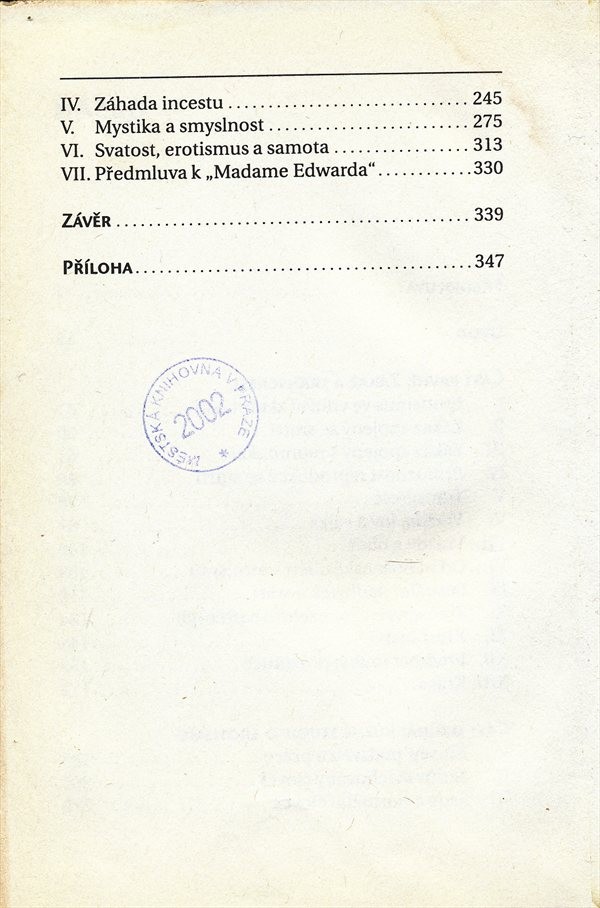 IV. Záhada incestu 245
V. Mystika a smyslnost 275
VI. Svatost, erotismus a samota 313
VII. Předmluva k „Madame Edwarda“ 330
ZÁVĚR 339
PŘÍLOHA 347
MĚSTSKÁ KNIHOVNA V PRAZE
2002
*